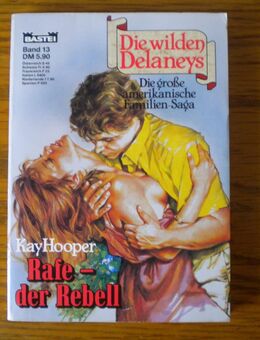 BASTEI
Band 13
DM 5.90
Die wilden
Delaneys
Die große
amerikanische
Familien-Saga
Kay Hooper
Rafe –
der Rebell